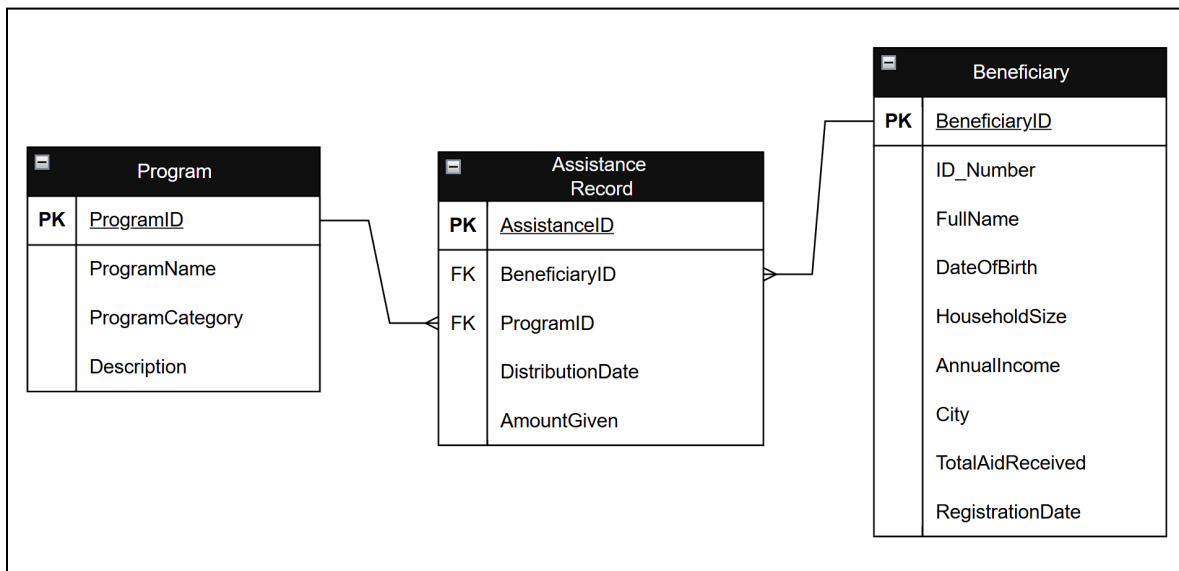 Program
PK ProgramID
ProgramName
ProgramCategory
Description
Assistance
Record
PK AssistanceID
FK BeneficiaryID
FK ProgramID
DistributionDate
AmountGiven
Beneficiary
PK BeneficiaryID
ID_Number
FullName
DateOfBirth
HouseholdSize
AnnualIncome
City
TotalAidReceived
RegistrationDate